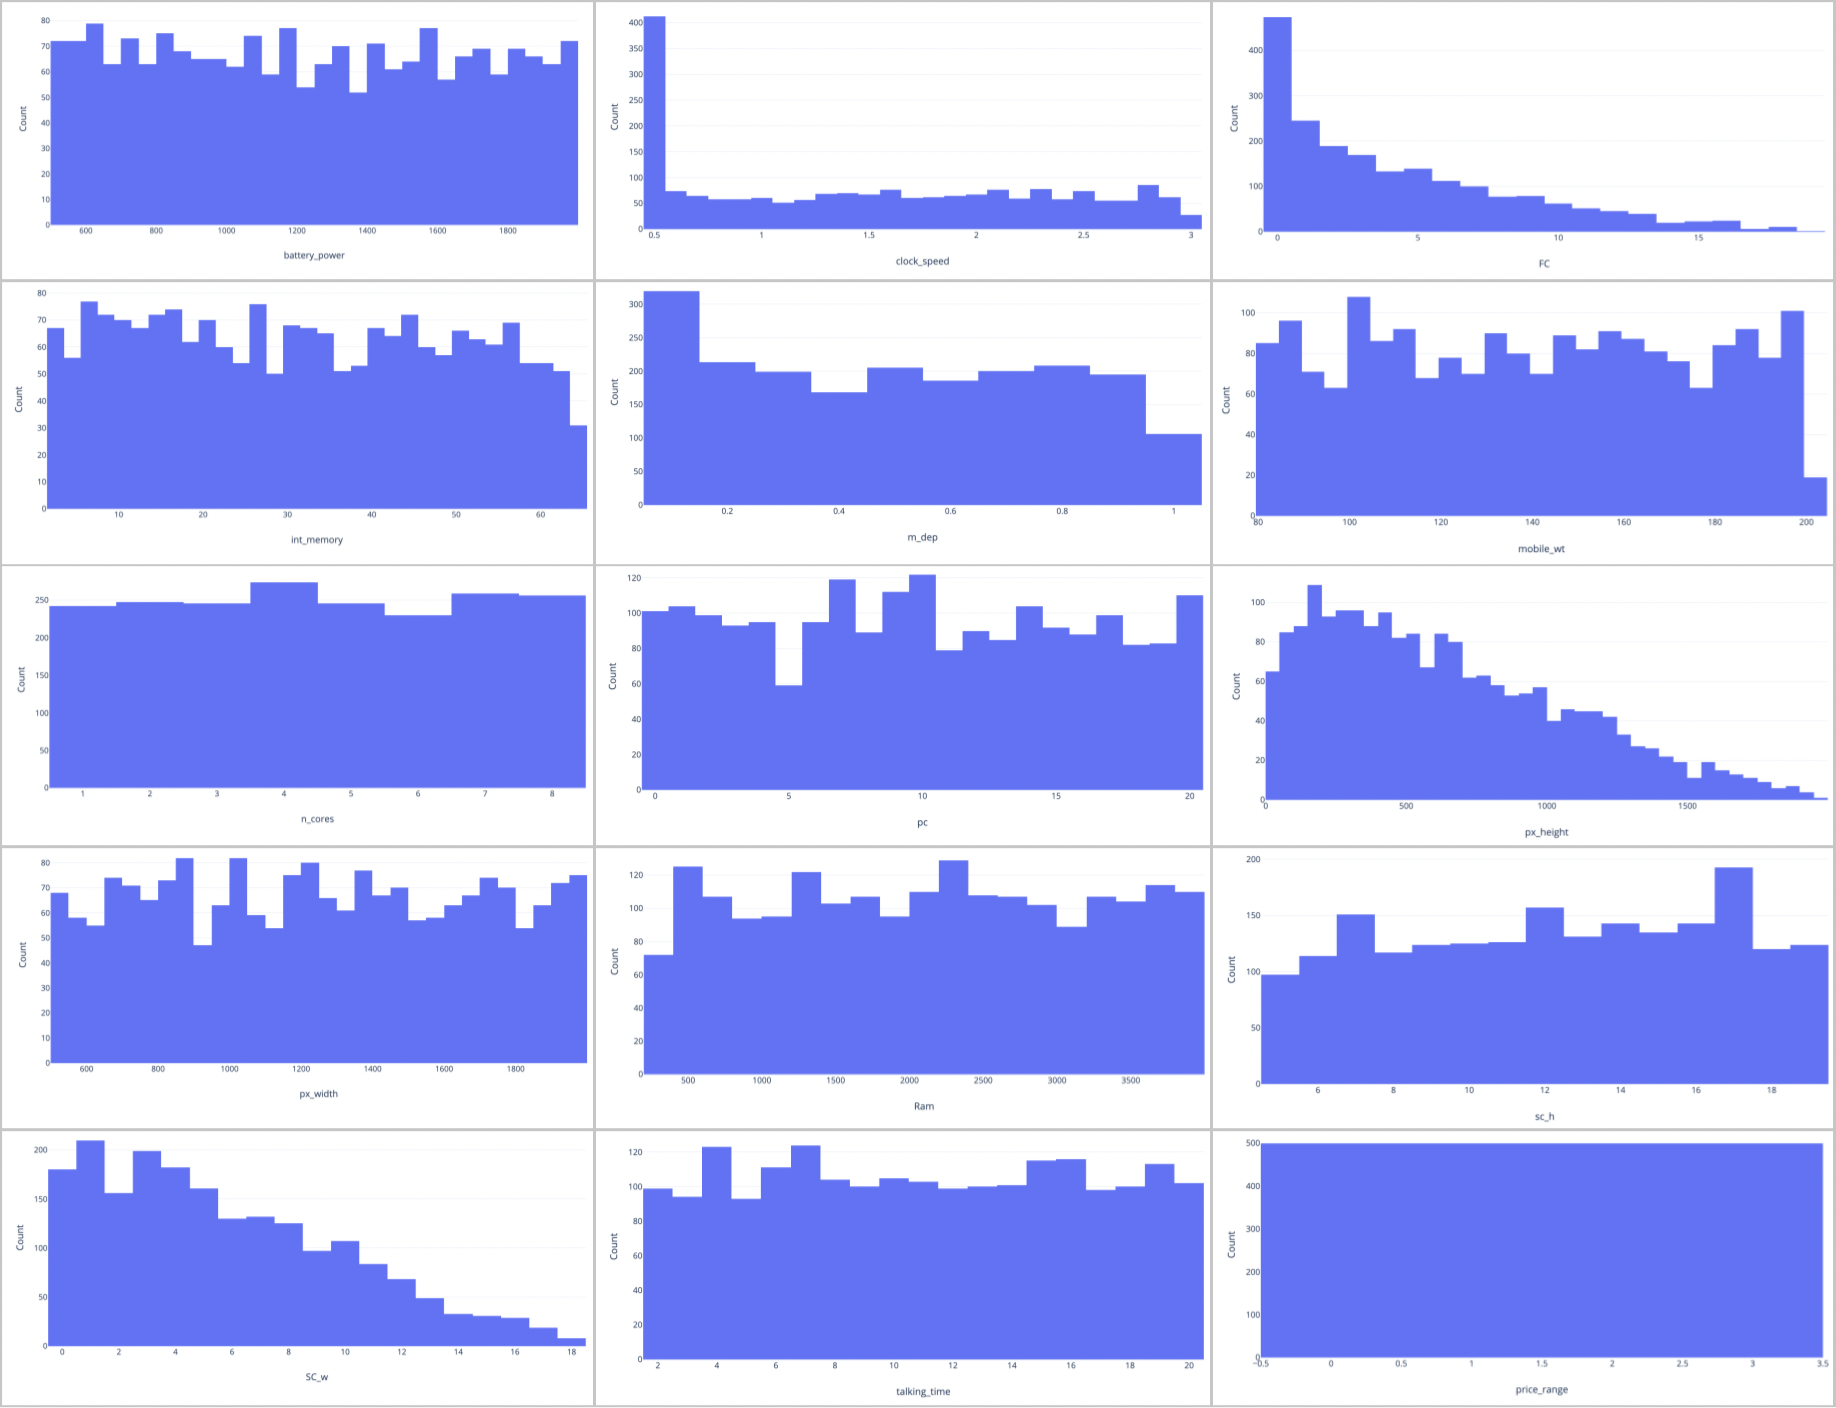 80
70
60
50
40
30
20
10
0
Count
600 800 1000 1200 1400 1600 1800
battery_power
400
350
300
250
200
150
100
50
0
Count
0.5 1 1.5 2 2.5 3
clock_speed
400
300
200
100
0
Count
0 5 10 15
FC
80
70
60
50
40
30
20
10
0
Count
10 20 30 40 50 60
int_memory
300
250
200
150
100
50
0
Count
0.2 0.4 0.6 0.8 1
m_dep
100
80
60
40
20
0
Count
80 100 120 140 160 180 200
mobile_wt
250
200
150
100
50
0
Count
1 2 3 4 5 6 7 8
n_cores
120
100
80
60
40
20
0
Count
0 5 10 15 20
pc
100
80
60
40
20
0
Count
0 500 1000 1500
px_height
80
70
60
50
40
30
20
10
0
Count
600 800 1000 1200 1400 1600 1800
px_width
120
100
80
60
40
20
0
Count
500 1000 1500 2000 2500 3000 3500
Ram
200
150
100
50
0
Count
6 8 10 12 14 16 18
sc_h
200
150
100
50
0
Count
0 2 4 6 8 10 12 14 16 18
SC_w
120
100
80
60
40
20
0
Count
2 4 6 8 10 12 14 16 18 20
talking_time
500
400
300
200
100
0
Count
−0.5 0 0.5 1 1.5 2 2.5 3 3.5
price_range